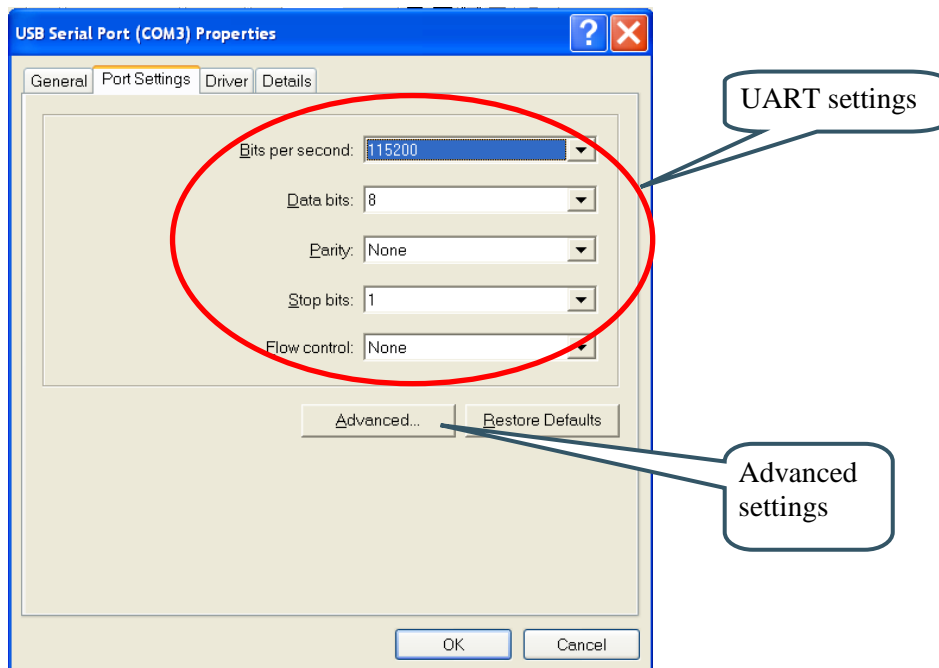 USB Serial Port (COM3) Properties
?
General Port Settings Driver Details
UART settings
Bits per second: 115200
Data bits: 8
Parity: None
Stop bits: 1
Flow control: None
Advanced... Restore Defaults
Advanced
settings
OK Cancel